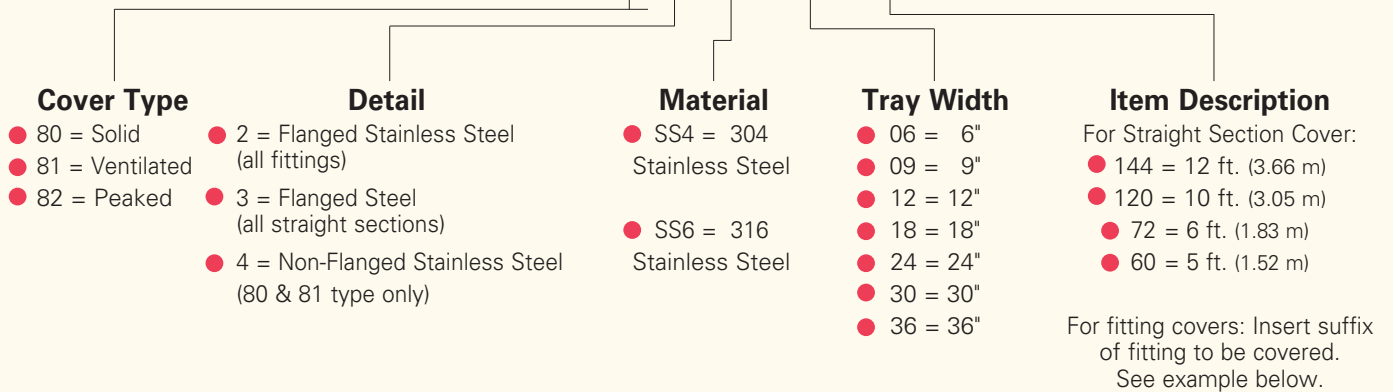 Cover Type
80 = Solid
81 = Ventilated
82 = Peaked
Detail
2 = Flanged Stainless Steel
(all fittings)
3 = Flanged Steel
(all straight sections)
4 = Non-Flanged Stainless Steel
(80 & 81 type only)
Material
SS4 = 304
Stainless Steel
SS6 = 316
Stainless Steel
Tray Width
06 = 6"
09 = 9"
12 = 12"
18 = 18"
24 = 24"
30 = 30"
36 = 36"
Item Description
For Straight Section Cover:
144 = 12 ft. (3.66 m)
120 = 10 ft. (3.05 m)
72 = 6 ft. (1.83 m)
60 = 5 ft. (1.52 m)
For fitting covers: Insert suffix
of fitting to be covered.
See example below.